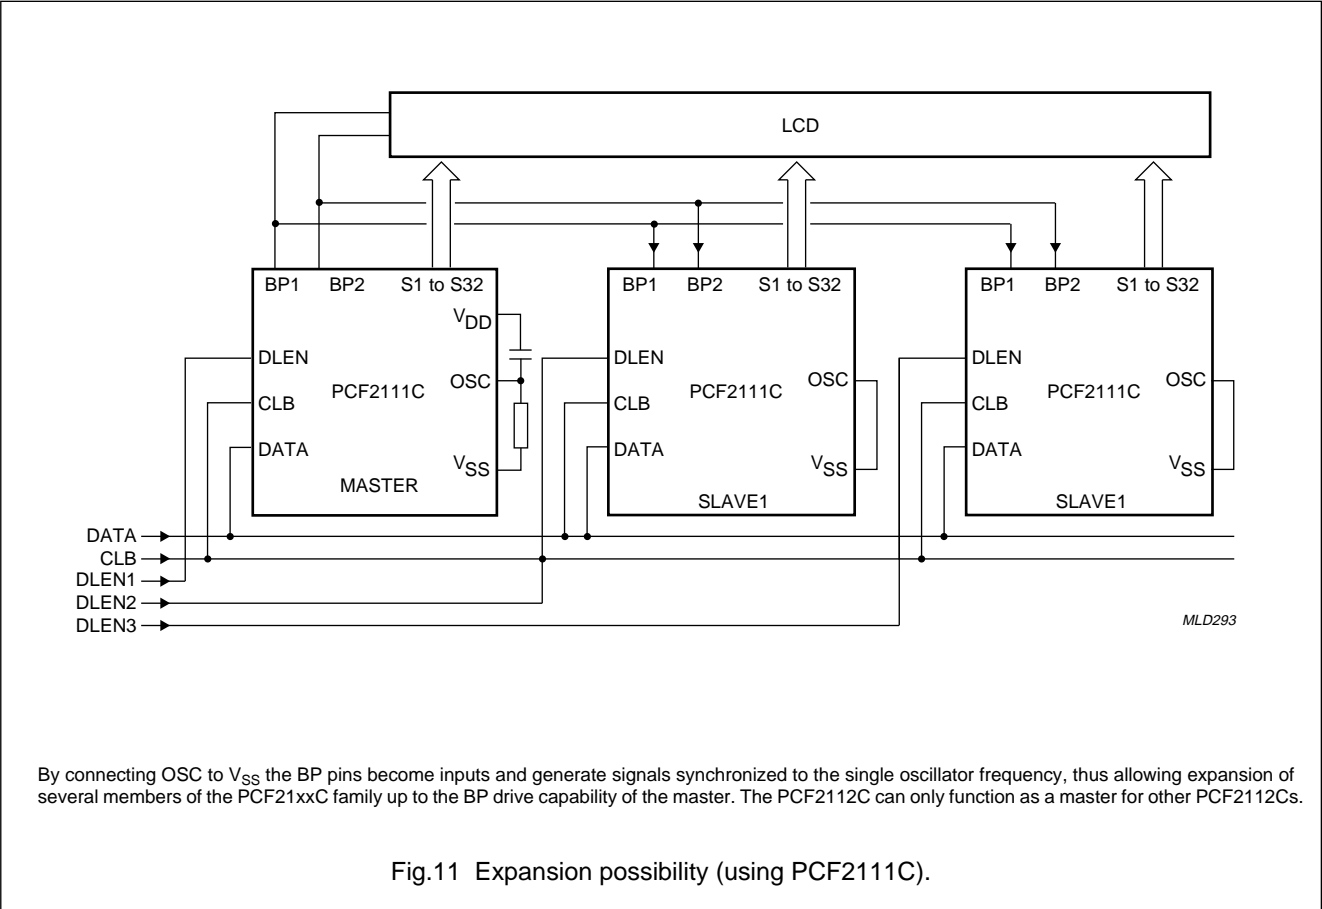 LCD
BP1 BP2 S1 to S32
VDD
DLEN
OSC
PCF2111C
CLB
DATA
VSS
MASTER
BP1 BP2 S1 to S32
DLEN
OSC
PCF2111C
CLB
DATA
VSS
SLAVE1
BP1 BP2 S1 to S32
DLEN
OSC
PCF2111C
CLB
DATA
VSS
SLAVE1
DATA
CLB
DLEN1
DLEN2
DLEN3
MLD293
By connecting OSC to VSS the BP pins become inputs and generate signals synchronized to the single oscillator frequency, thus allowing expansion of
several members of the PCF21xxC family up to the BP drive capability of the master. The PCF2112C can only function as a master for other PCF2112Cs.
Fig.11 Expansion possibility (using PCF2111C).